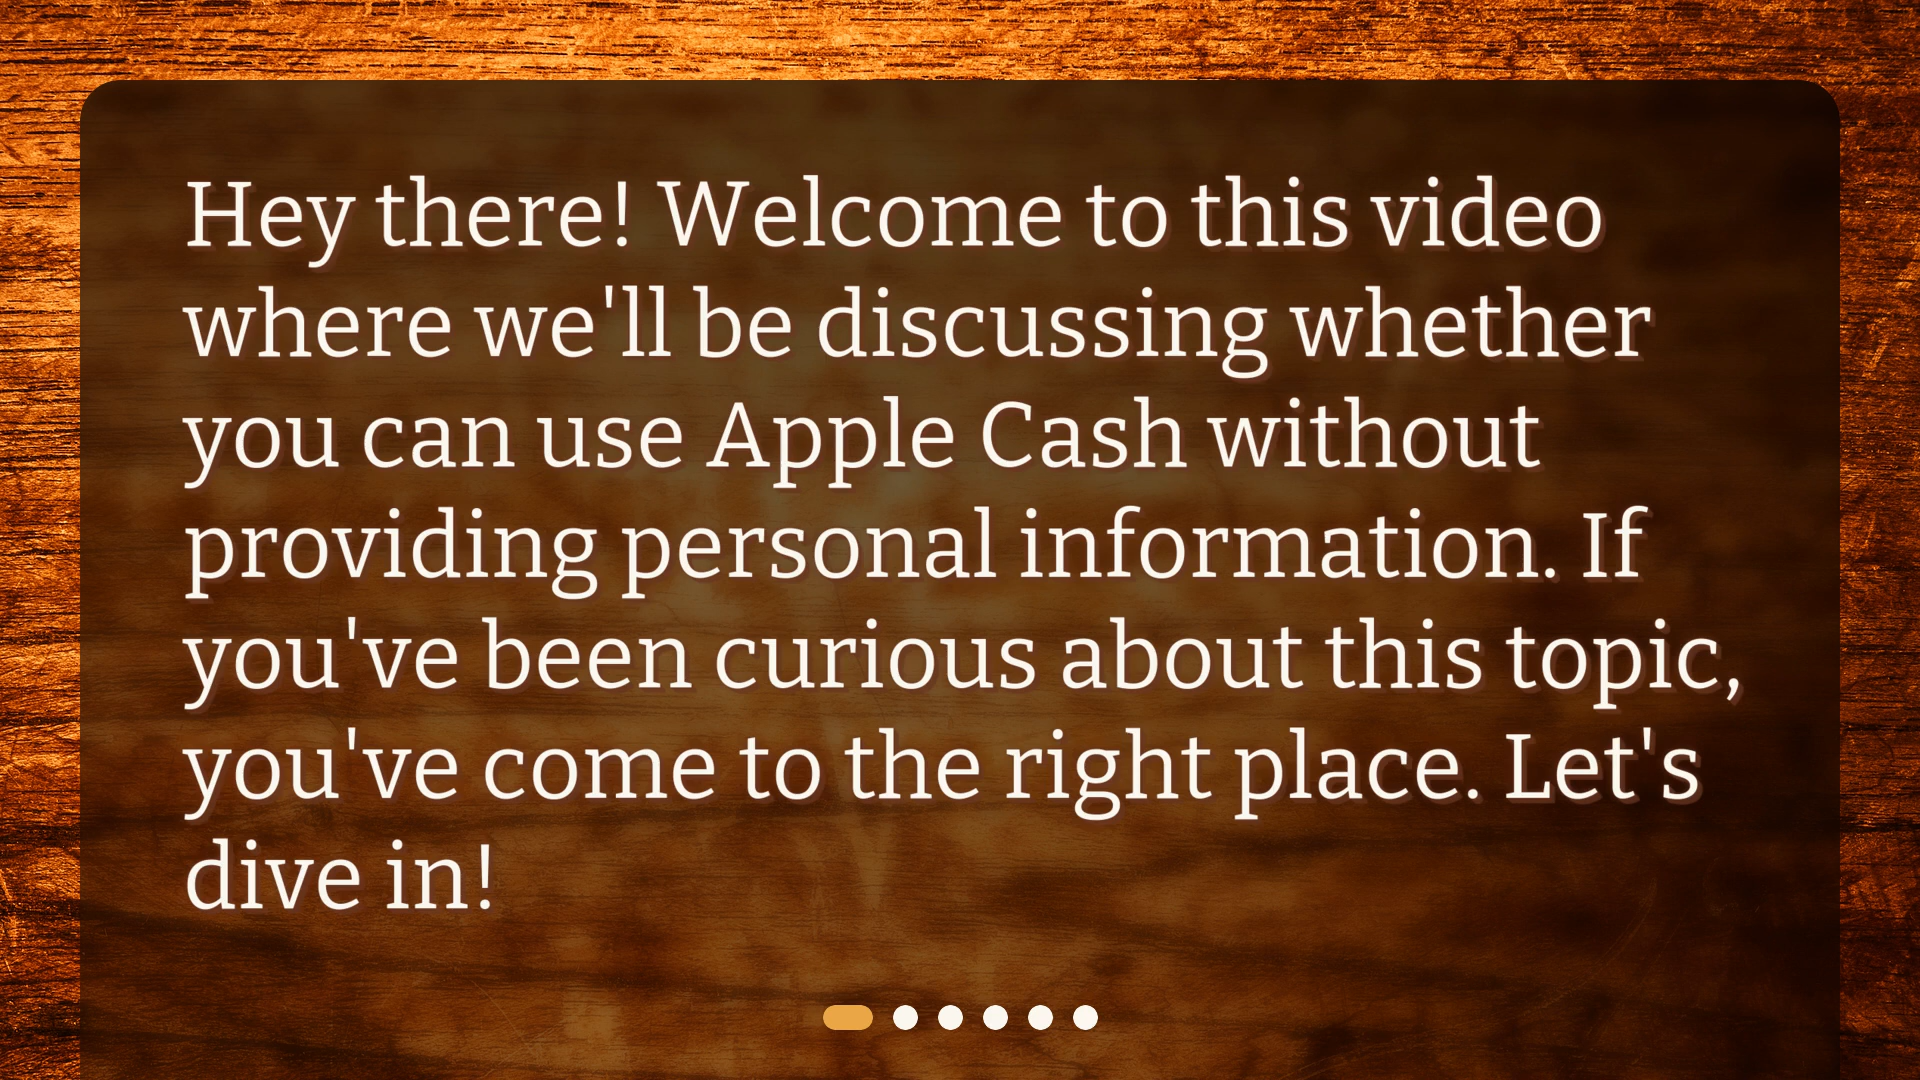 Hey there! Welcome to this video
where we'll be discussing whether
you can use Apple Cash without
providing personal information. If
you've been curious about this topic,
you've come to the right place. Let's
dive in!